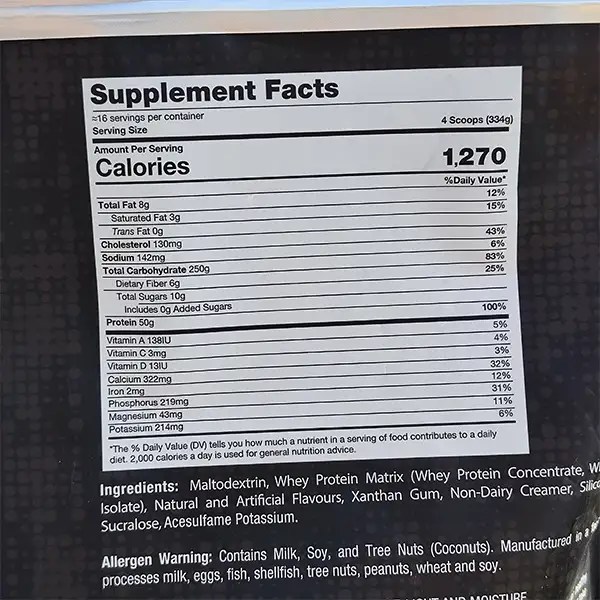 Supplement Facts
≈16 servings per container
Serving Size 4 Scoops (334g)
Amount Per Serving
Calories 1,270
%Daily Value*
Total Fat 8g 12%
Saturated Fat 3g 15%
Trans Fat 0g
Cholesterol 130mg 43%
Sodium 142mg 6%
Total Carbohydrate 250g 83%
Dietary Fiber 6g 25%
Total Sugars 10g
Includes 0g Added Sugars
Protein 50g 100%
Vitamin A 138IU 5%
Vitamin C 3mg 4%
Vitamin D 13IU 3%
Calcium 322mg 32%
Iron 2mg 12%
Phosphorus 219mg 31%
Magnesium 43mg 11%
Potassium 214mg 6%
*The % Daily Value (DV) tells you how much a nutrient in a serving of food contributes to a daily
diet. 2,000 calories a day is used for general nutrition advice.
Ingredients: Maltodextrin, Whey Protein Matrix (Whey Protein Concentrate,
Isolate), Natural and Artificial Flavours, Xanthan Gum, Non-Dairy Creamer,
Sucralose, Acesulfame Potassium.
Allergen Warning: Contains Milk, Soy, and Tree Nuts (Coconuts). Manufactured in a
processes milk, eggs, fish, shellfish, tree nuts, peanuts, wheat and soy.
AND MOISTURE